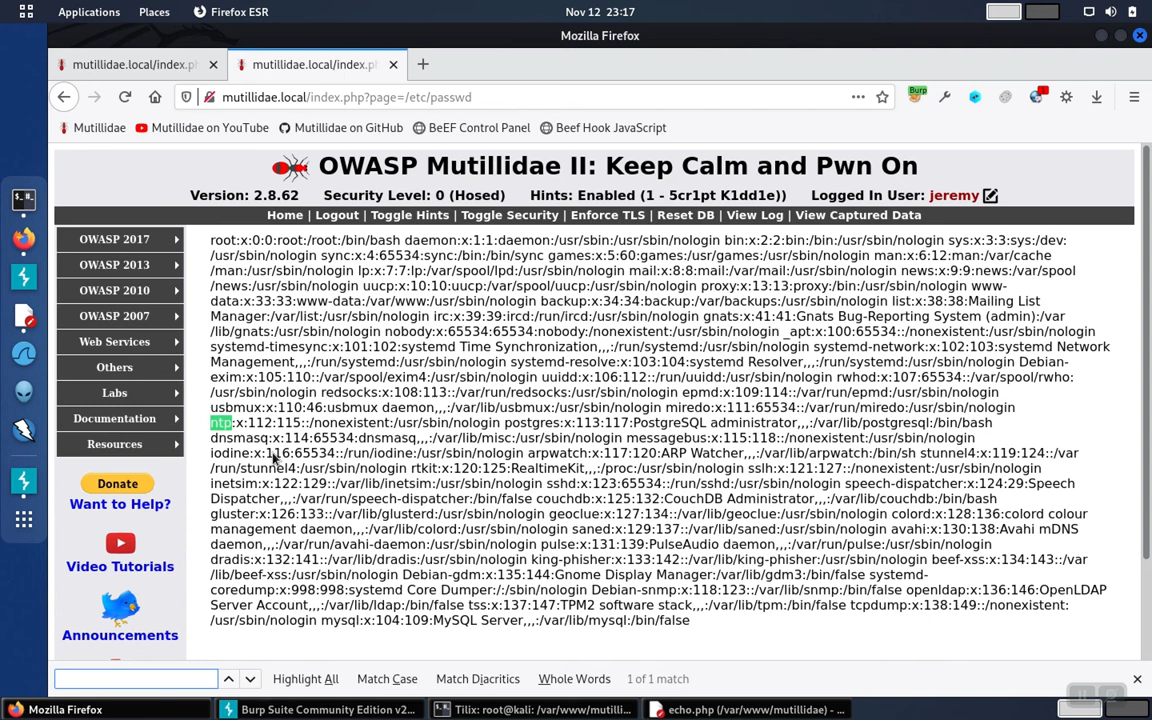 Applications Places Firefox ESR Nov 12 23:17
Mozilla Firefox
mutillidae.local/index.ph mutillidae.local/index.ph
mutillidae.local/index.php?page=/etc/passwd Burp
Mutillidae Mutillidae on YouTube Mutillidae on GitHub BeEF Control Panel Beef Hook JavaScript
OWASP Mutillidae II: Keep Calm and Pwn On
Version: 2.8.62 Security Level: 0 (Hosed) Hints: Enabled (1 - 5cr1pt K1dd1e)) Logged In User: jeremy
Home | Logout | Toggle Hints | Toggle Security | Enforce TLS | Reset DB | View Log | View Captured Data
OWASP 2017
OWASP 2013
OWASP 2010
OWASP 2007
Web Services
Others
Labs
Documentation
Resources
Donate
Want to Help?
Video Tutorials
Announcements
root:x:0:0:root:/root:/bin/bash daemon:x:1:1:daemon:/usr/sbin:/usr/sbin/nologin bin:x:2:2:bin:/bin:/usr/sbin/nologin sys:x:3:3:sys:/dev:
/usr/sbin/nologin sync:x:4:65534:sync:/bin:/bin/sync games:x:5:60:games:/usr/games:/usr/sbin/nologin man:x:6:12:man:/var/cache
/man:/usr/sbin/nologin lp:x:7:7:lp:/var/spool/lpd:/usr/sbin/nologin mail:x:8:8:mail:/var/mail:/usr/sbin/nologin news:x:9:9:news:/var/spool
/news:/usr/sbin/nologin uucp:x:10:10:uucp:/var/spool/uucp:/usr/sbin/nologin proxy:x:13:13:proxy:/bin:/usr/sbin/nologin www-
data:x:33:33:www-data:/var/www:/usr/sbin/nologin backup:x:34:34:backup:/var/backups:/usr/sbin/nologin list:x:38:38:Mailing List
Manager:/var/list:/usr/sbin/nologin irc:x:39:39:ircd:/run/ircd:/usr/sbin/nologin gnats:x:41:41:Gnats Bug-Reporting System (admin):/var
/lib/gnats:/usr/sbin/nologin nobody:x:65534:65534:nobody:/nonexistent:/usr/sbin/nologin _apt:x:100:65534::/nonexistent:/usr/sbin/nologin
systemd-timesync:x:101:102:systemd Time Synchronization,,,:/run/systemd:/usr/sbin/nologin systemd-network:x:102:103:systemd Network
Management,,,:/run/systemd:/usr/sbin/nologin systemd-resolve:x:103:104:systemd Resolver,,,:/run/systemd:/usr/sbin/nologin Debian-
exim:x:105:110::/var/spool/exim4:/usr/sbin/nologin uuidd:x:106:112::/run/uuidd:/usr/sbin/nologin rwhod:x:107:65534::/var/spool/rwho:
/usr/sbin/nologin redsocks:x:108:113::/var/run/redsocks:/usr/sbin/nologin epmd:x:109:114::/var/run/epmd:/usr/sbin/nologin
usbmux:x:110:46:usbmux daemon,,,:/var/lib/usbmux:/usr/sbin/nologin miredo:x:111:65534::/var/run/miredo:/usr/sbin/nologin
ntp:x:112:115::/nonexistent:/usr/sbin/nologin postgres:x:113:117:PostgreSQL administrator,,,:/var/lib/postgresql:/bin/bash
dnsmasq:x:114:65534:dnsmasq,,,:/var/lib/misc:/usr/sbin/nologin messagebus:x:115:118::/nonexistent:/usr/sbin/nologin
iodine:x:116:65534::/run/iodine:/usr/sbin/nologin arpwatch:x:117:120:ARP Watcher,,,:/var/lib/arpwatch:/bin/sh stunnel4:x:119:124::/var
/run/stunnel4:/usr/sbin/nologin rtkit:x:120:125:RealtimeKit,,,:/proc:/usr/sbin/nologin sslh:x:121:127::/nonexistent:/usr/sbin/nologin
inetsim:x:122:129::/var/lib/inetsim:/usr/sbin/nologin sshd:x:123:65534::/run/sshd:/usr/sbin/nologin speech-dispatcher:x:124:29:Speech
Dispatcher,,,:/var/run/speech-dispatcher:/bin/false couchdb:x:125:132:CouchDB Administrator,,,:/var/lib/couchdb:/bin/bash
gluster:x:126:133::/var/lib/glusterd:/usr/sbin/nologin geoclue:x:127:134::/var/lib/geoclue:/usr/sbin/nologin colord:x:128:136:colord colour
management daemon,,,:/var/lib/colord:/usr/sbin/nologin saned:x:129:137::/var/lib/saned:/usr/sbin/nologin avahi:x:130:138:Avahi mDNS
daemon,,,:/var/run/avahi-daemon:/usr/sbin/nologin pulse:x:131:139:PulseAudio daemon,,,:/var/run/pulse:/usr/sbin/nologin
dradis:x:132:141::/var/lib/dradis:/usr/sbin/nologin king-phisher:x:133:142::/var/lib/king-phisher:/usr/sbin/nologin beef-xss:x:134:143::/var
/lib/beef-xss:/usr/sbin/nologin Debian-gdm:x:135:144:Gnome Display Manager:/var/lib/gdm3:/bin/false systemd-
coredump:x:998:998:systemd Core Dumper:/:/usr/sbin/nologin Debian-snmp:x:118:123::/var/lib/snmp:/bin/false openldap:x:136:146:OpenLDAP
Server Account,,,:/var/lib/ldap:/bin/false tss:x:137:147:TPM2 software stack,,,:/var/lib/tpm:/bin/false tcpdump:x:138:149::/nonexistent:
/usr/sbin/nologin mysql:x:104:109:MySQL Server,,,:/var/lib/mysql:/bin/false
Highlight All Match Case Match Diacritics Whole Words 1 of 1 match
Mozilla Firefox Burp Suite Community Edition v2... Tilix: root@kali: /var/www/mutilli... echo.php (/var/www/mutillidae) - ...